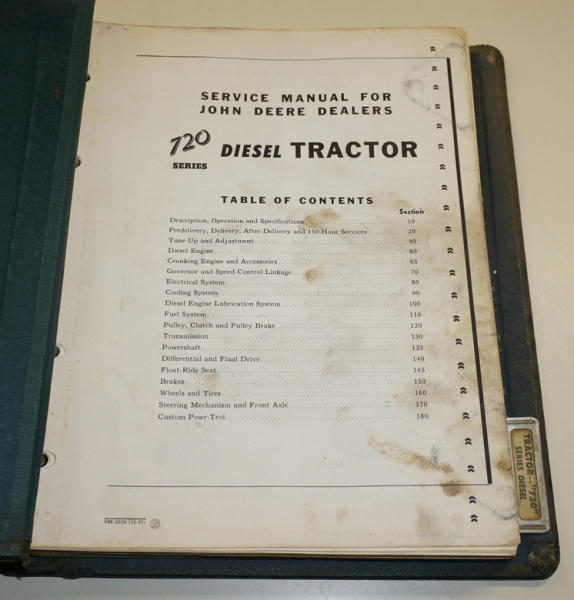 SERVICE MANUAL FOR
JOHN DEERE DEALERS
720 SERIES DIESEL TRACTOR
TABLE OF CONTENTS
Section
Description, Operation and Specifications 10
Predelivery, Delivery, After-Delivery and 150-Hour Services 20
Tune-Up and Adjustment 40
Diesel Engine 60
Cranking Engine and Accessories 65
Governor and Speed-Control Linkage 70
Electrical System 80
Cooling System 90
Diesel Engine Lubrication System 100
Fuel System 110
Pulley, Clutch and Pulley Brake 120
Transmission 130
Powershaft 135
Differential and Final Drive 140
Float-Ride Seat 145
Brakes 150
Wheels and Tires 160
Steering Mechanism and Front Axle 170
Custom Powr-Trol 180
TRACTOR—"720"
SERIES DIESEL